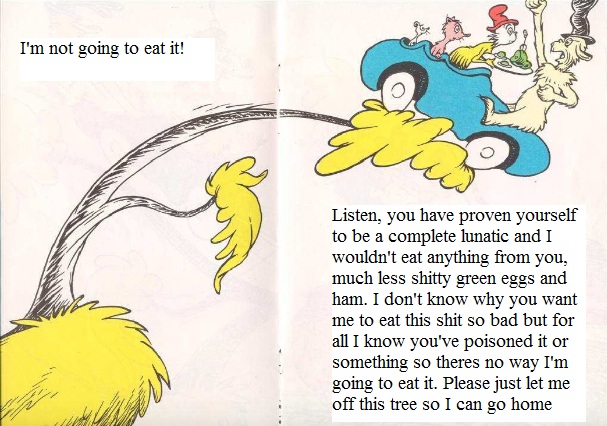 I'm not going to eat it!
Listen, you have proven yourself
to be a complete lunatic and I
wouldn't eat anything from you,
much less shitty green eggs and
ham. I don't know why you want
me to eat this shit so bad but for
all I know you've poisoned it or
something so theres no way I'm
going to eat it. Please just let me
off this tree so I can go home